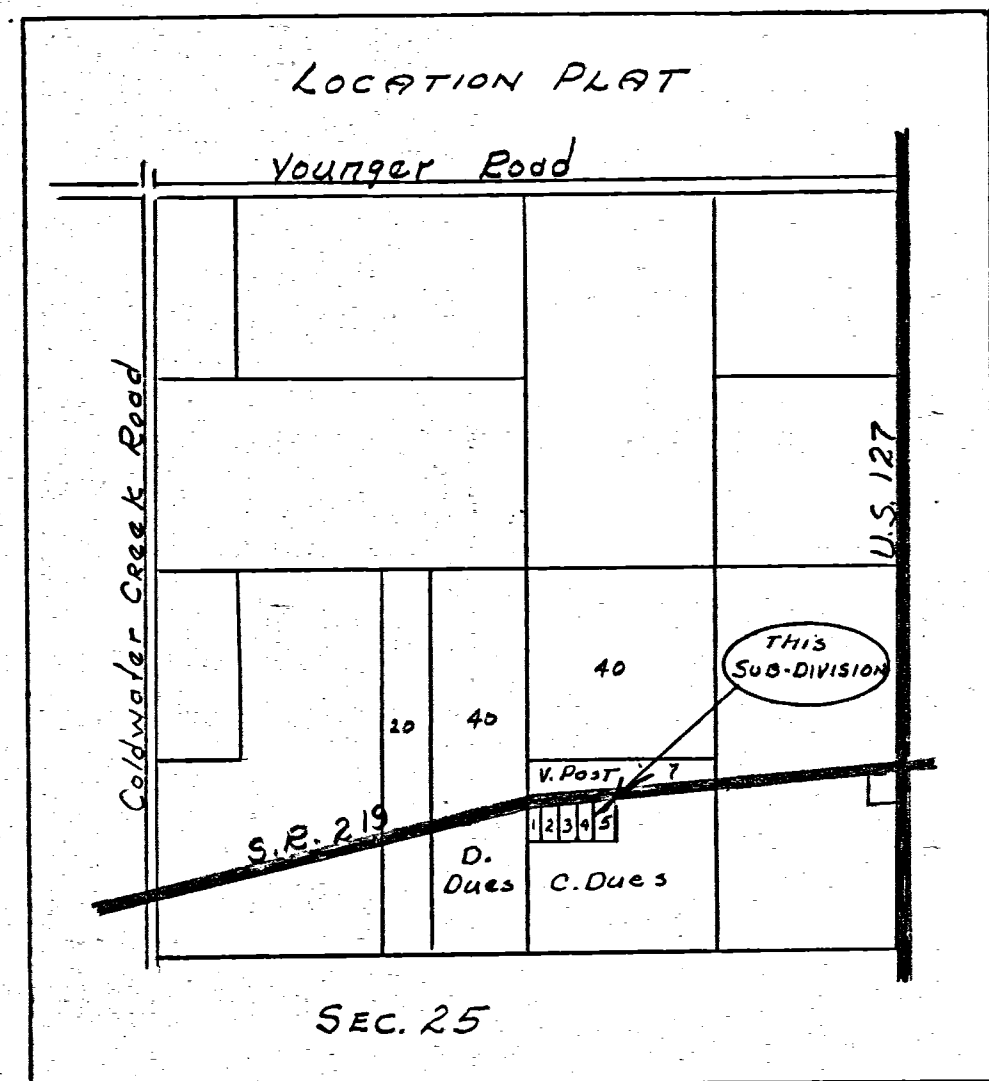 LOCATION PLAT
Younger Road
Coldwater Creek Road
U.S. 127
THIS
SUB-DIVISION
40
20
40
V. POST
7
S.R. 219
1 2 3 4 5
D.
Dues
C. Dues
SEC. 25